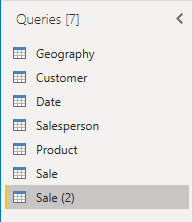 Queries [7]
Geography
Customer
Date
Salesperson
Product
Sale
Sale (2)